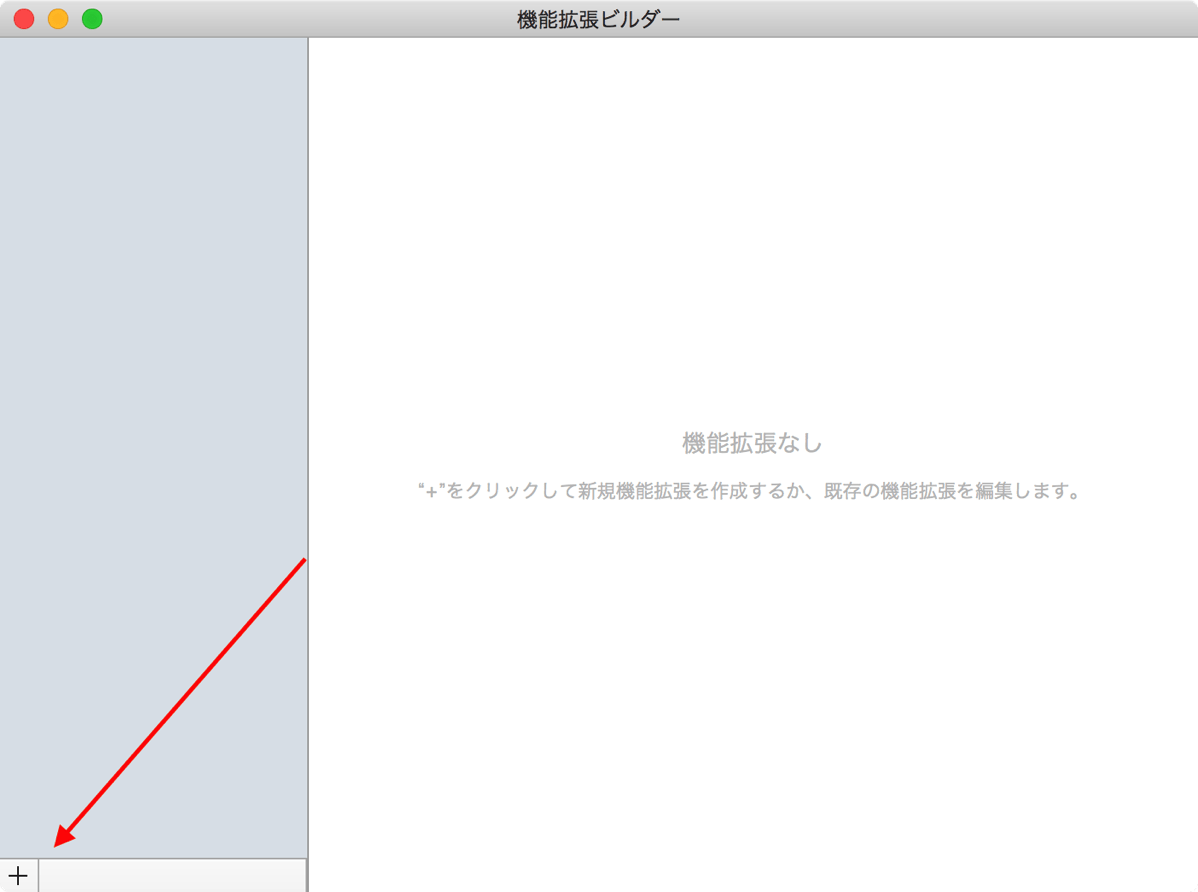 機能拡張ビルダー
機能拡張なし
“+”をクリックして新規機能拡張を作成するか、既存の機能拡張を編集します。
+